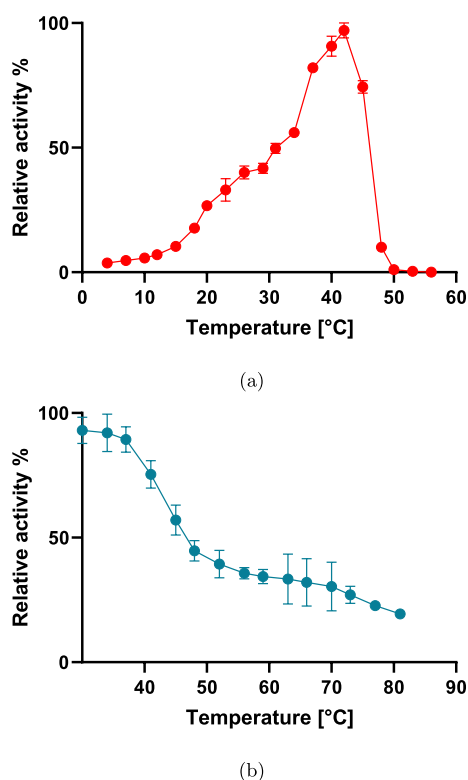 Relative activity %
100
50
0
0 10 20 30 40 50 60
Temperature [°C]
(a)
Relative activity %
100
50
0
40 50 60 70 80 90
Temperature [°C]
(b)